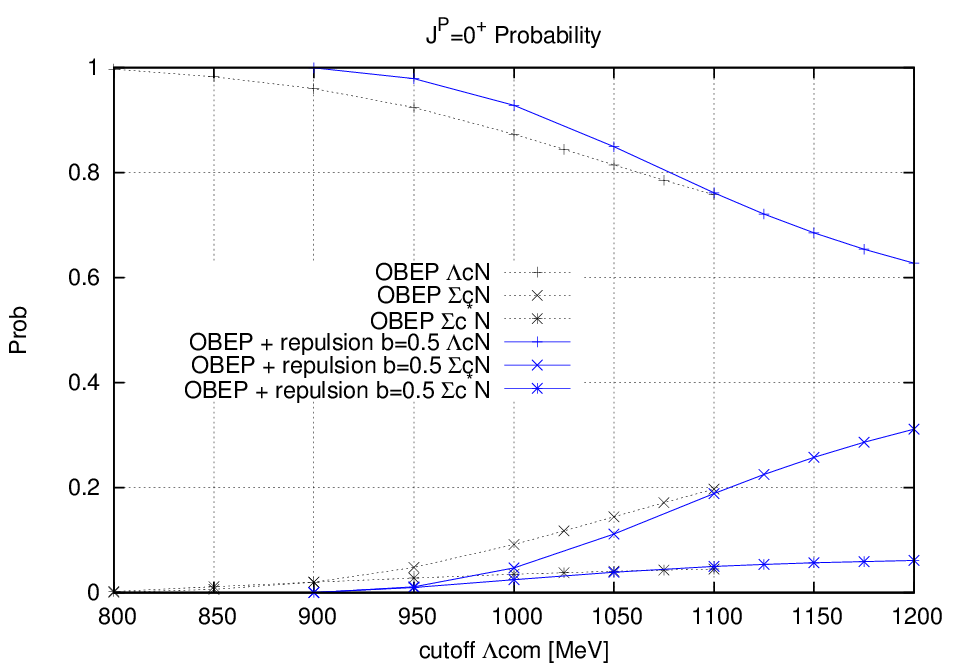 J^P=0^+ Probability
1
0.8
0.6
0.4
0.2
0
Prob
OBEP ΛcN
OBEP ΣcN
OBEP Σc^* N
OBEP + repulsion b=0.5 ΛcN
OBEP + repulsion b=0.5 ΣcN
OBEP + repulsion b=0.5 Σc^* N
800 850 900 950 1000 1050 1100 1150 1200
cutoff Λcom [MeV]